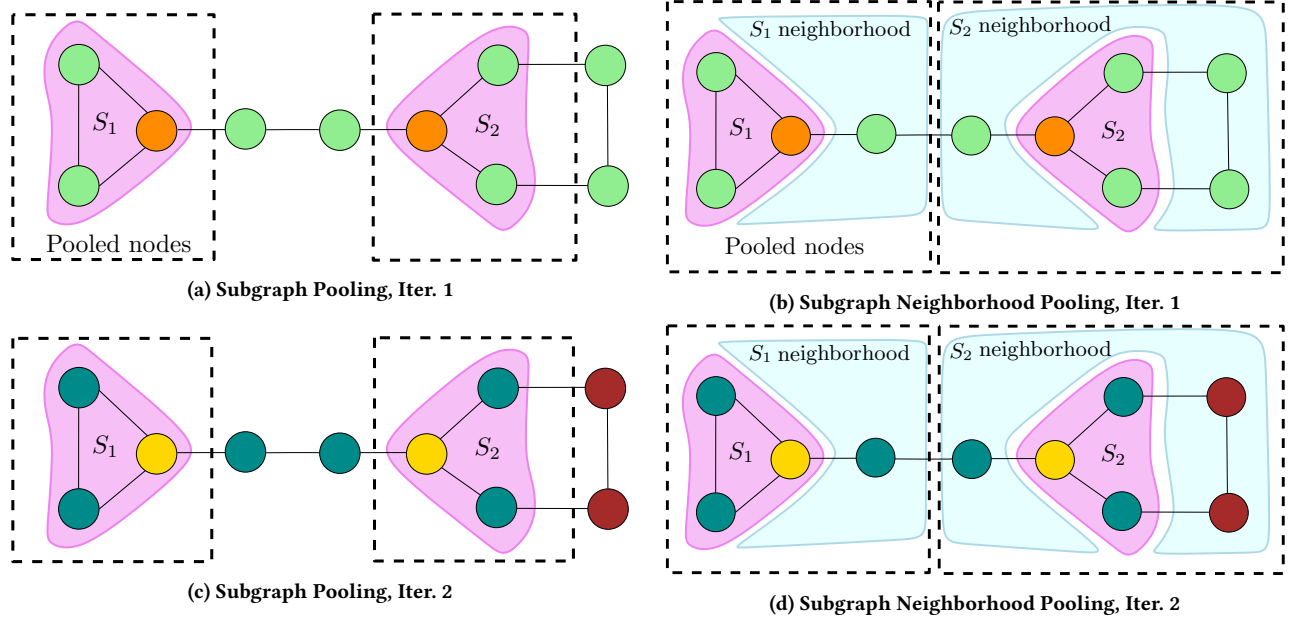 S₁
S₂
Pooled nodes
(a) Subgraph Pooling, Iter. 1
S₁ neighborhood
S₂ neighborhood
S₁
S₂
Pooled nodes
(b) Subgraph Neighborhood Pooling, Iter. 1
S₁
S₂
(c) Subgraph Pooling, Iter. 2
S₁ neighborhood
S₂ neighborhood
S₁
S₂
(d) Subgraph Neighborhood Pooling, Iter. 2